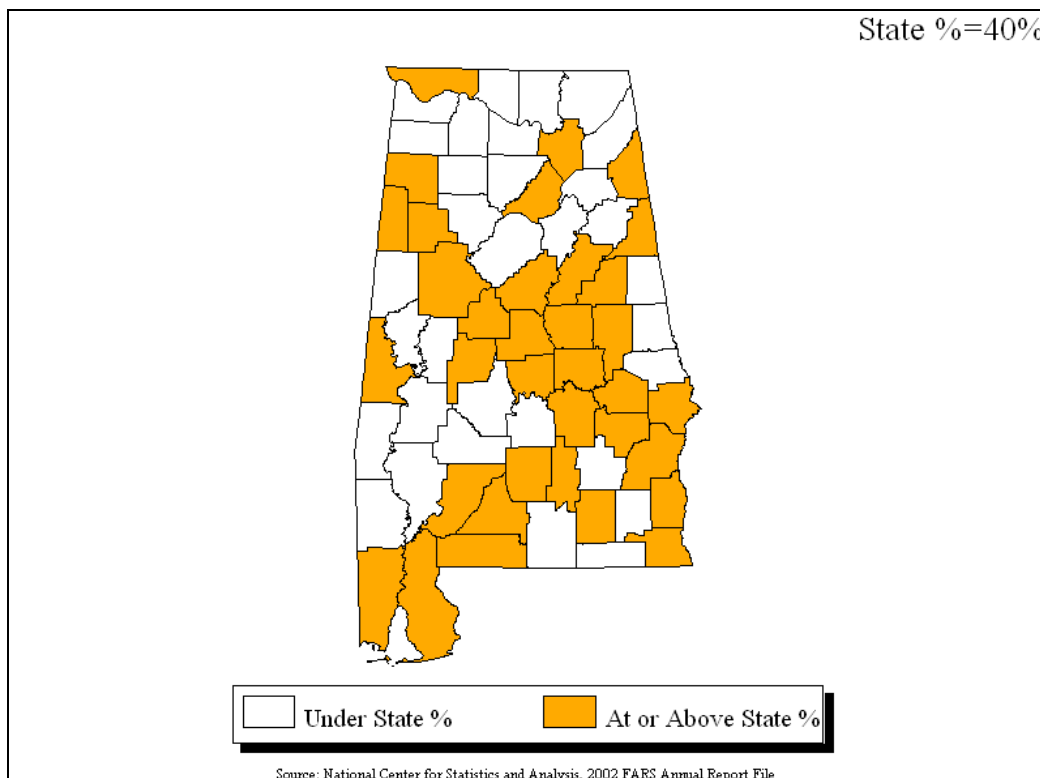 State %=40%
Under State %
At or Above State %
Source: National Center for Statistics and Analysis, 2002 FARS Annual Report File